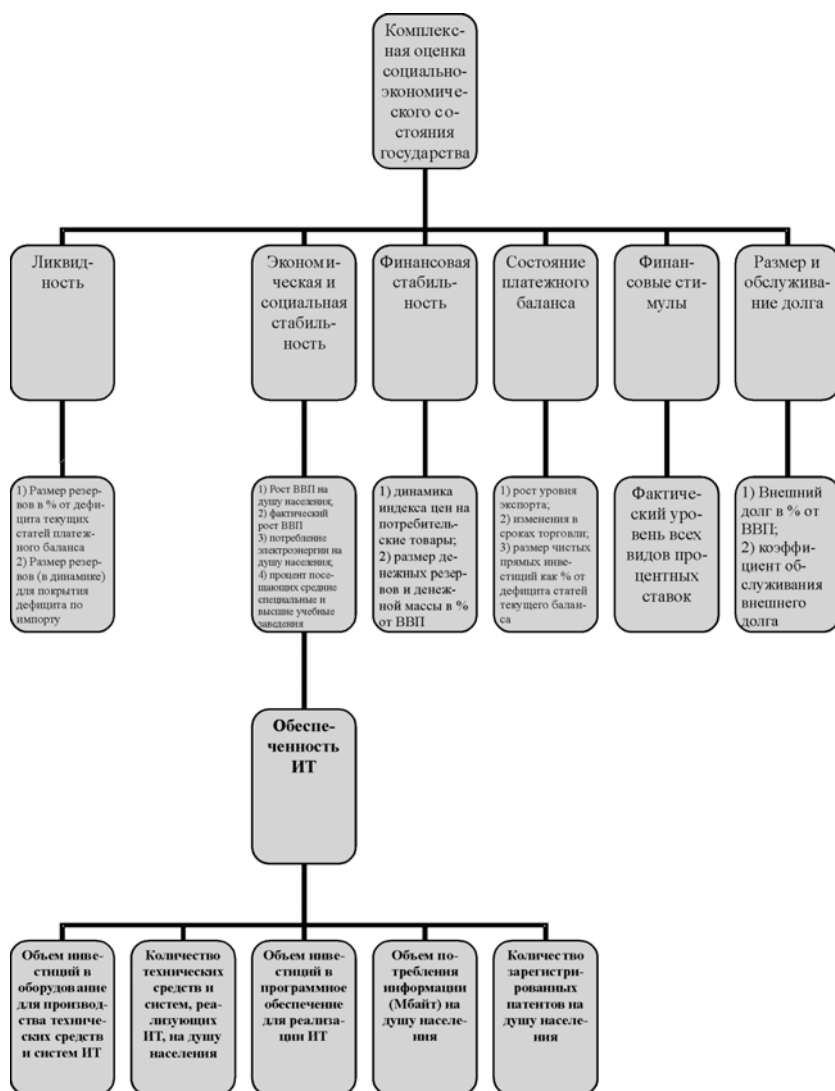 Комплекс-
ная оценка
социально-
экономиче-
ского со-
стояния
государства
Ликвид-
ность
Эконом и-
ческая и
социальная
стабиль-
ность
Финансовая
стабиль-
ность
Состояние
платежного
баланса
Финан-
совые сти-
мулы
Размер и
обслужива-
ние долга
1) Размер резер-
вов в % от дефи-
цита текущих
статей платеж-
ного баланса
2) Размер резер-
вов (в динамике)
для покрытия
дефицита по
импорту
1) Рост ВВП на
душу населения;
2) фактический
рост ВВП
3) потребление
электроэнергии на
душу населения;
4) процент посе-
щающих средние
специальные и
высшие учебные
заведения
1) динамика
индекса цен на
потребитель-
ские товары;
2) размер де-
нежных резер-
вов и денеж-
ной массы в %
от ВВП
1) рост уровня
экспорта;
2) изменения в
сроках торговли;
3) размер чистых
прямых инве-
стиций как % от
дефицита статей
текущего балан-
са
Фактиче-
ский уро-
вень всех
видов про-
центных
ставок
1) Внешний
долг в % от
ВВП;
2) коэффи-
циент об-
служивания
внешнего
долга
Обеспе-
ченность
ИТ
Объем инве-
стиций в
оборудование
для производ-
ства техниче-
ских средств
и систем ИТ
Количество
технических
средств и
систем, реа-
лизующих
ИТ, на душу
населения
Объем инве-
стиций в
программное
обеспечение
для реализа-
ции ИТ
Объем по-
требления
информации
(Мбайт) на
душу населе-
ния
Количество
зарегистри-
рованных
патентов на
душу населе-
ния